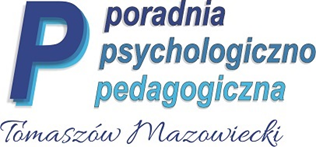 P
poradnia
psychologiczno
pedagogiczna
Tomaszów Mazowiecki